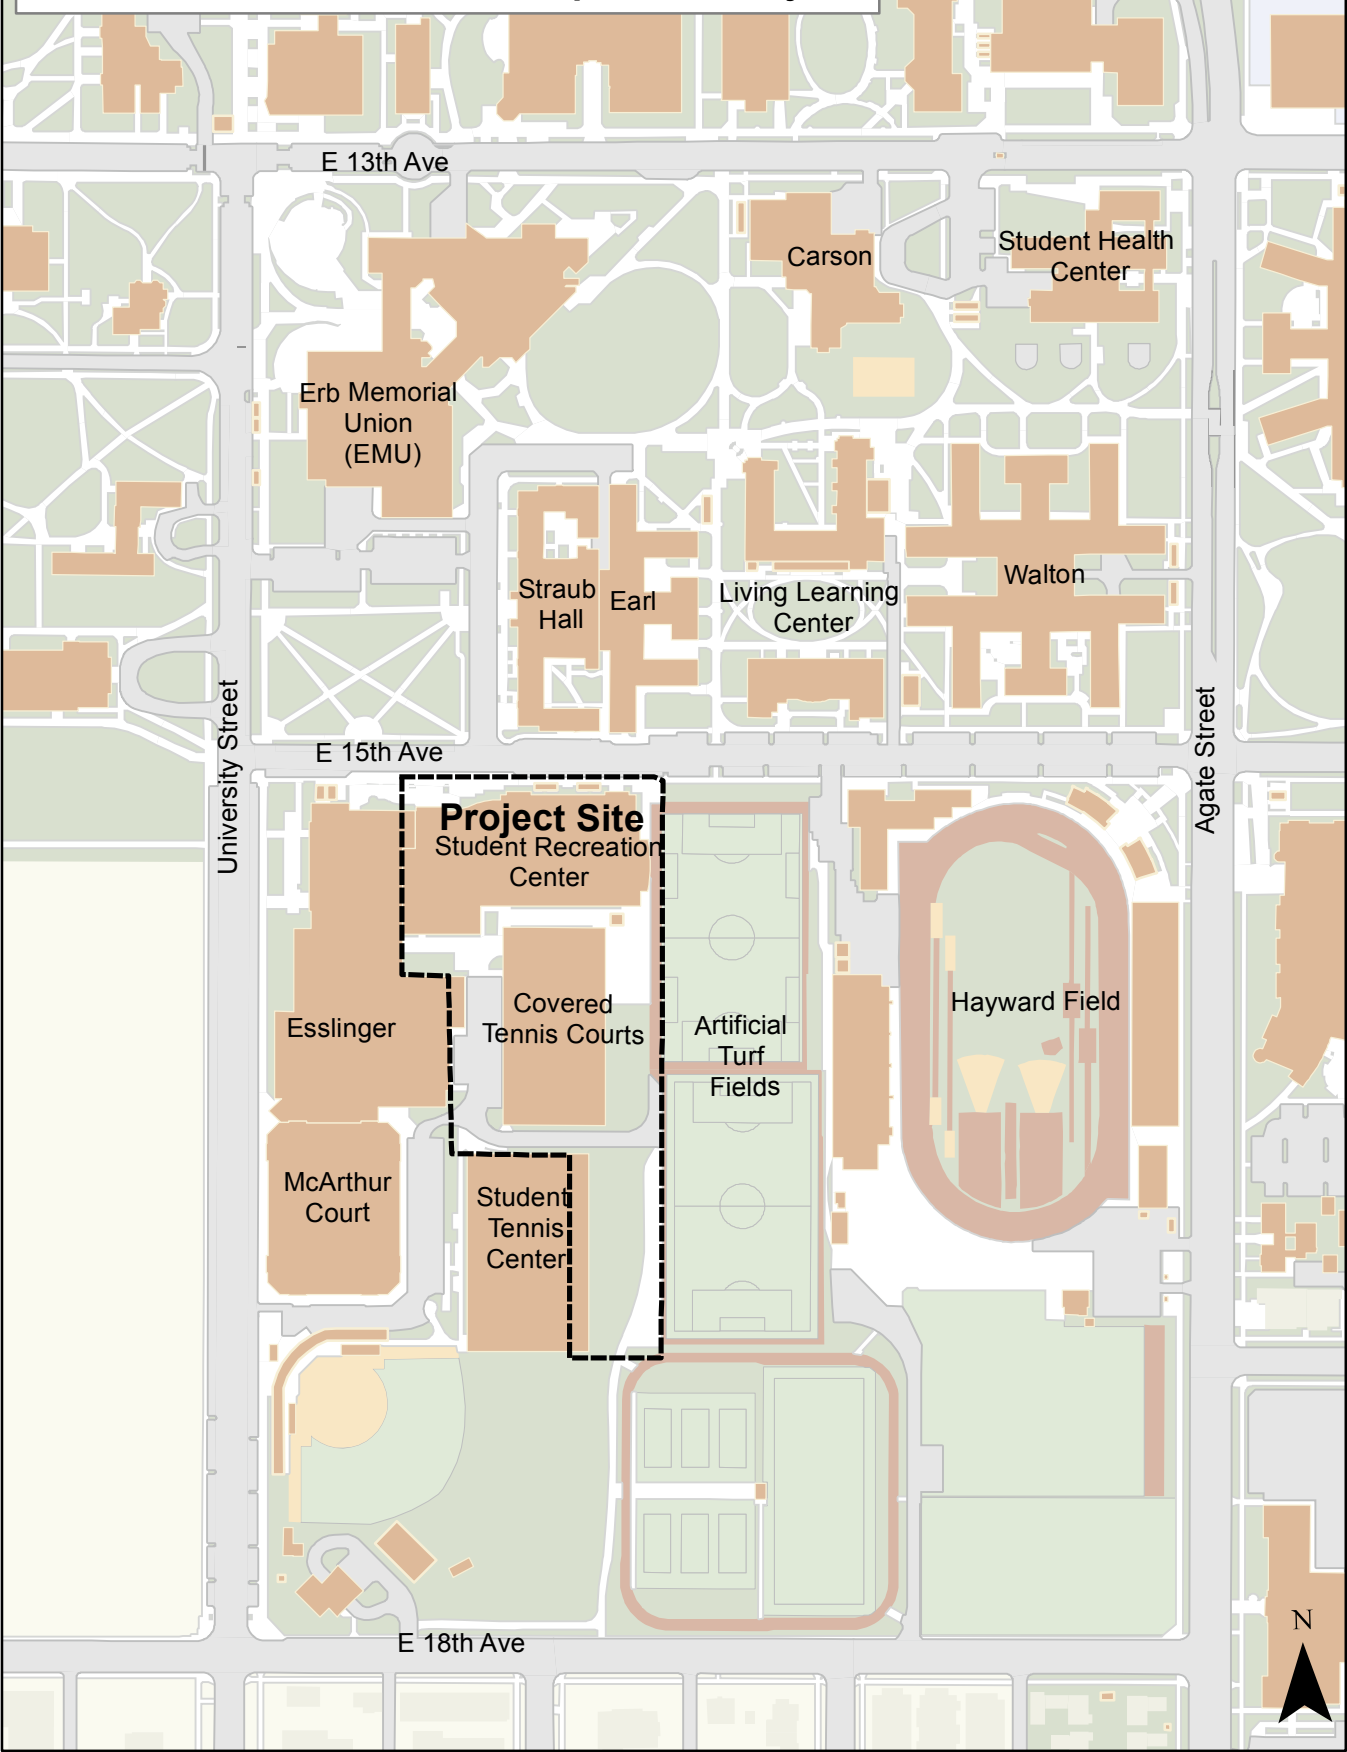 E 13th Ave
Carson
Student Health
Center
Erb Memorial
Union
(EMU)
Straub
Hall
Earl
Living Learning
Center
Walton
University Street
Agate Street
E 15th Ave
Project Site
Student Recreation
Center
Covered
Tennis Courts
Esslinger
Artificial
Turf
Fields
Hayward Field
McArthur
Court
Student
Tennis
Center
E 18th Ave
N